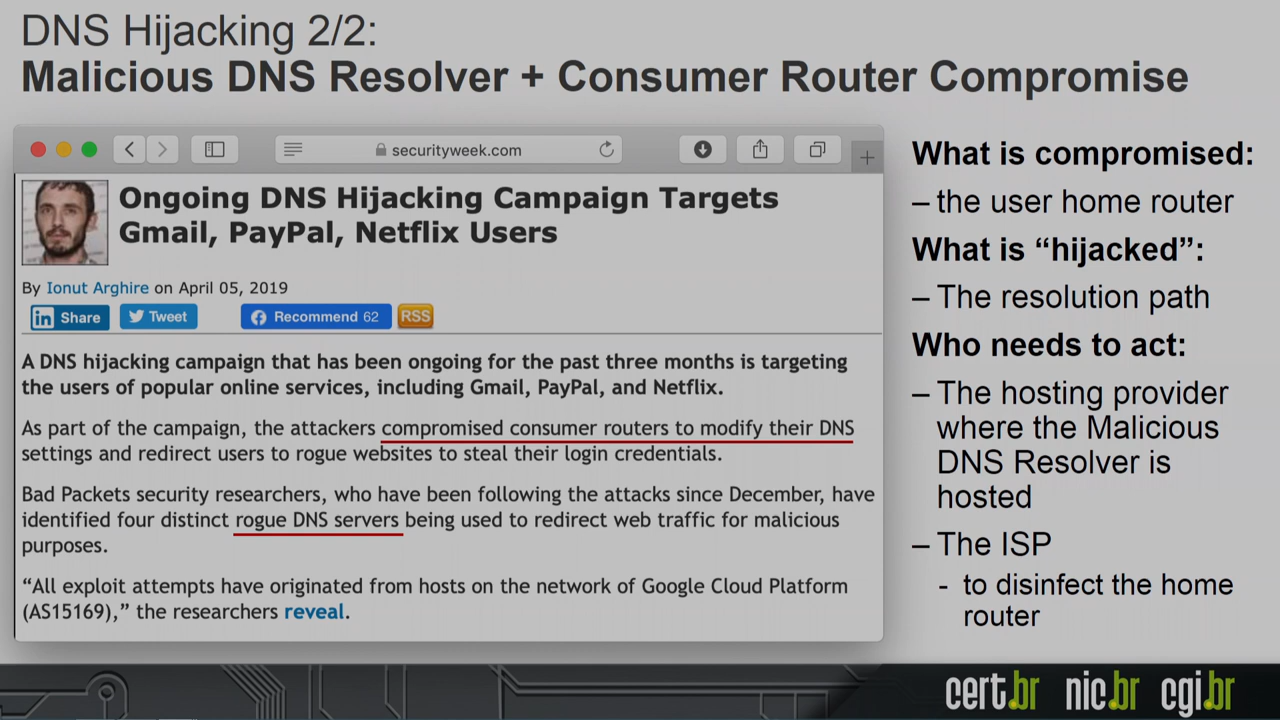 DNS Hijacking 2/2:
Malicious DNS Resolver + Consumer Router Compromise
securityweek.com
Ongoing DNS Hijacking Campaign Targets
Gmail, PayPal, Netflix Users
By Ionut Arghire on April 05, 2019
in Share
Tweet
Recommend 62
RSS
A DNS hijacking campaign that has been ongoing for the past three months is targeting
the users of popular online services, including Gmail, PayPal, and Netflix.
As part of the campaign, the attackers compromised consumer routers to modify their DNS
settings and redirect users to rogue websites to steal their login credentials.
Bad Packets security researchers, who have been following the attacks since December, have
identified four distinct rogue DNS servers being used to redirect web traffic for malicious
purposes.
“All exploit attempts have originated from hosts on the network of Google Cloud Platform
(AS15169),” the researchers reveal.
What is compromised:
– the user home router
What is “hijacked”:
– The resolution path
Who needs to act:
– The hosting provider
where the Malicious
DNS Resolver is
hosted
– The ISP
- to disinfect the home
router
cert.br nic.br cgi.br